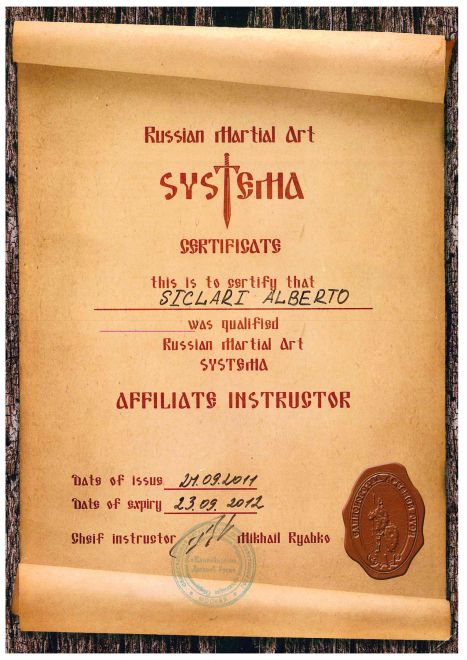 Russian Martial Art
SYSTEMA
CERTIFICATE
this is to certify that
SICLARI ALBERTO
was qualified
Russian Martial Art
SYSTEMA
AFFILIATE INSTRUCTOR
Date of issue 21.09.2011
Date of expiry 23.09.2012
Cheif instructor Mikhail Ryabko